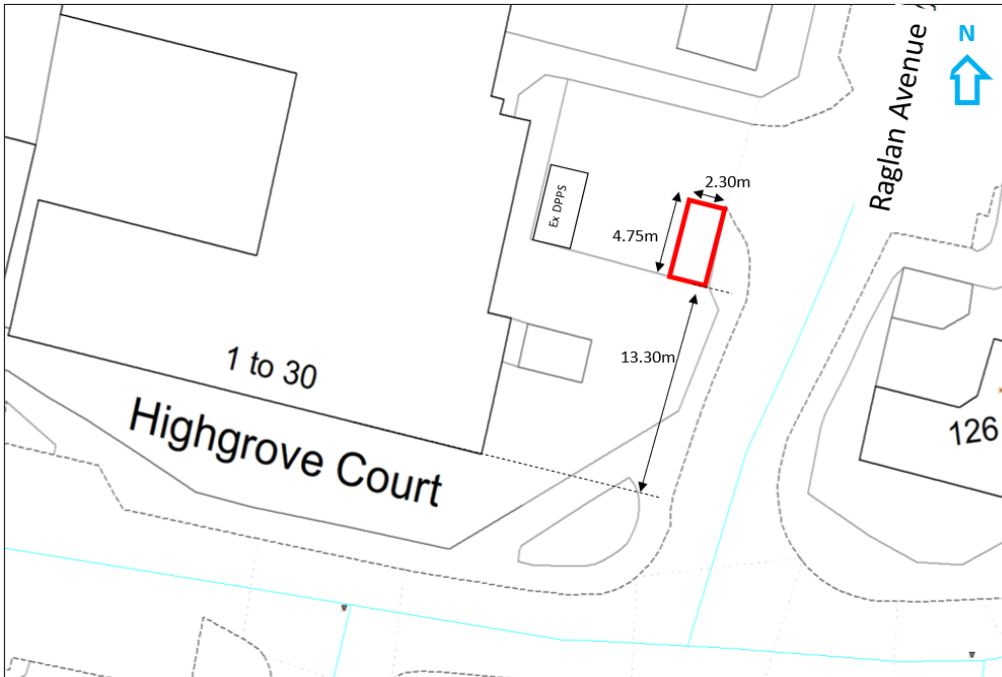 N
Raglan Avenue
2.30m
Ex DPPS
4.75m
13.30m
1 to 30
Highgrove Court
126